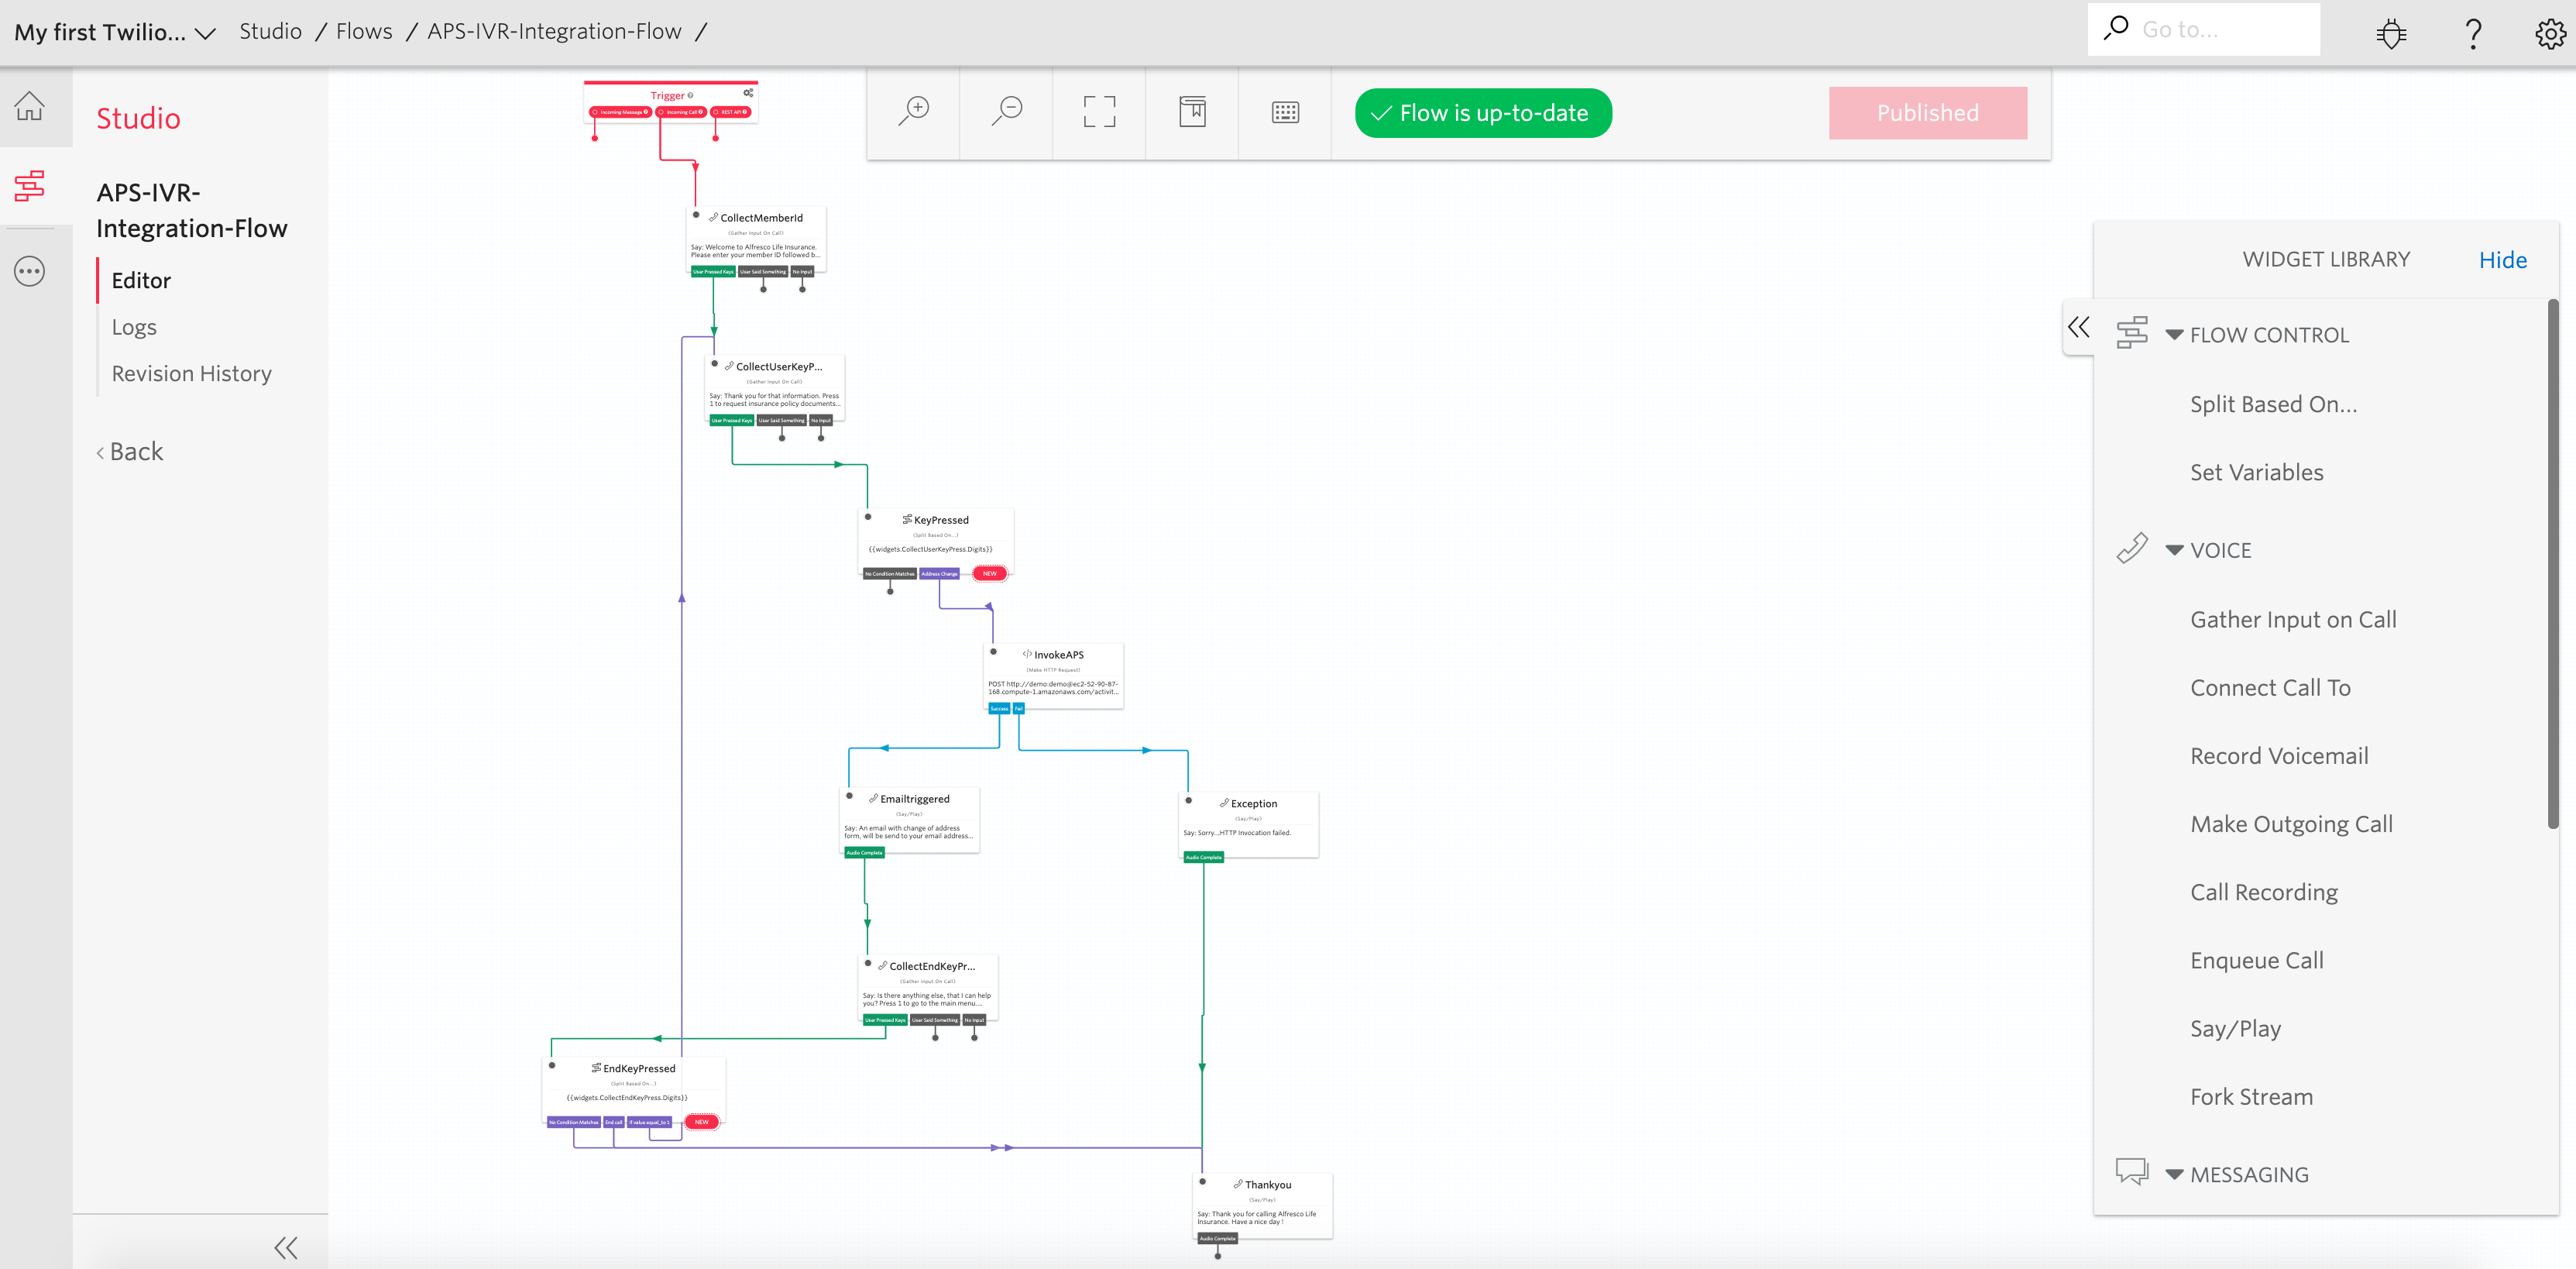 My first Twilio...
Studio / Flows / APS-IVR-Integration-Flow /
Go to...
Studio
APS-IVR-
Integration-Flow
Editor
Logs
Revision History
Back
Flow is up-to-date
Published
Trigger
Incoming Message
Incoming Call
REST API
CollectMemberId
(Gather Input On Call)
Say: Welcome to Alfresco Life Insurance.
Please enter your member ID followed b...
User Pressed Keys
User Said Something
No Input
CollectUserKeyP...
(Gather Input On Call)
Say: Thank you for that information. Press
1 to request insurance policy documents...
User Pressed Keys
User Said Something
No Input
KeyPressed
(Split Based On...)
{{widgets.CollectUserKeyPress.Digits}}
No Condition Matches
Address Change
NEW
InvokeAPS
(Make HTTP Request)
POST http://demo:demo@ec2-52-90-87-
168.compute-1.amazonaws.com/activit...
Success
Fail
Emailtriggered
(Say/Play)
Say: An email with change of address
form, will be send to your email address...
Audio Complete
Exception
(Say/Play)
Say: Sorry...HTTP Invocation failed.
Audio Complete
CollectEndKeyPr...
(Gather Input On Call)
Say: Is there anything else, that I can help
you? Press 1 to go to the main menu....
User Pressed Keys
User Said Something
No Input
EndKeyPressed
(Split Based On...)
{{widgets.CollectEndKeyPress.Digits}}
No Condition Matches
End call
If value equal_to 1
NEW
Thankyou
(Say/Play)
Say: Thank you for calling Alfresco Life
Insurance. Have a nice day !
Audio Complete
WIDGET LIBRARY
Hide
FLOW CONTROL
Split Based On...
Set Variables
VOICE
Gather Input on Call
Connect Call To
Record Voicemail
Make Outgoing Call
Call Recording
Enqueue Call
Say/Play
Fork Stream
MESSAGING